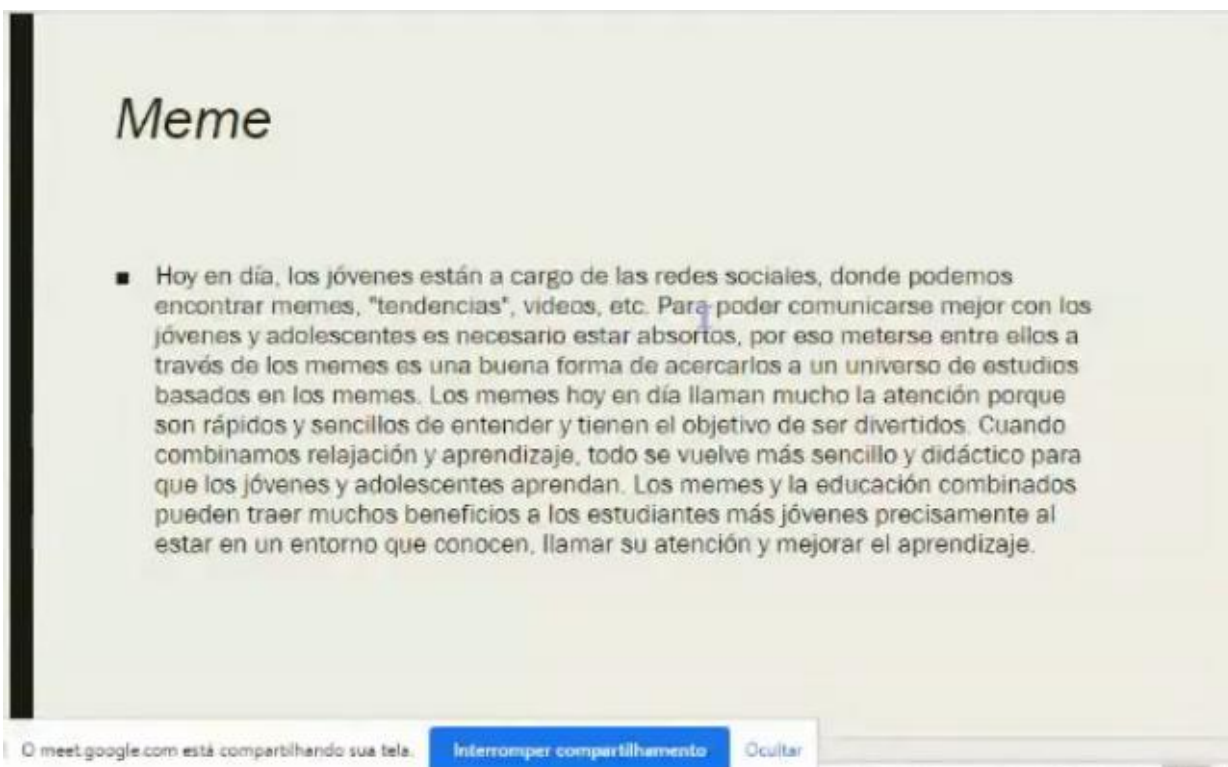 Meme
▪ Hoy en día, los jóvenes están a cargo de las redes sociales, donde podemos
encontrar memes, "tendencias", videos, etc. Para poder comunicarse mejor con los
jóvenes y adolescentes es necesario estar absortos, por eso meterse entre ellos a
través de los memes es una buena forma de acercarlos a un universo de estudios
basados en los memes. Los memes hoy en día llaman mucho la atención porque
son rápidos y sencillos de entender y tienen el objetivo de ser divertidos. Cuando
combinamos relajación y aprendizaje, todo se vuelve más sencillo y didáctico para
que los jóvenes y adolescentes aprendan. Los memes y la educación combinados
pueden traer muchos beneficios a los estudiantes más jóvenes precisamente al
estar en un entorno que conocen, llamar su atención y mejorar el aprendizaje.
O meet.google.com está compartilhando sua tela. Interromper compartilhamento Ocultar